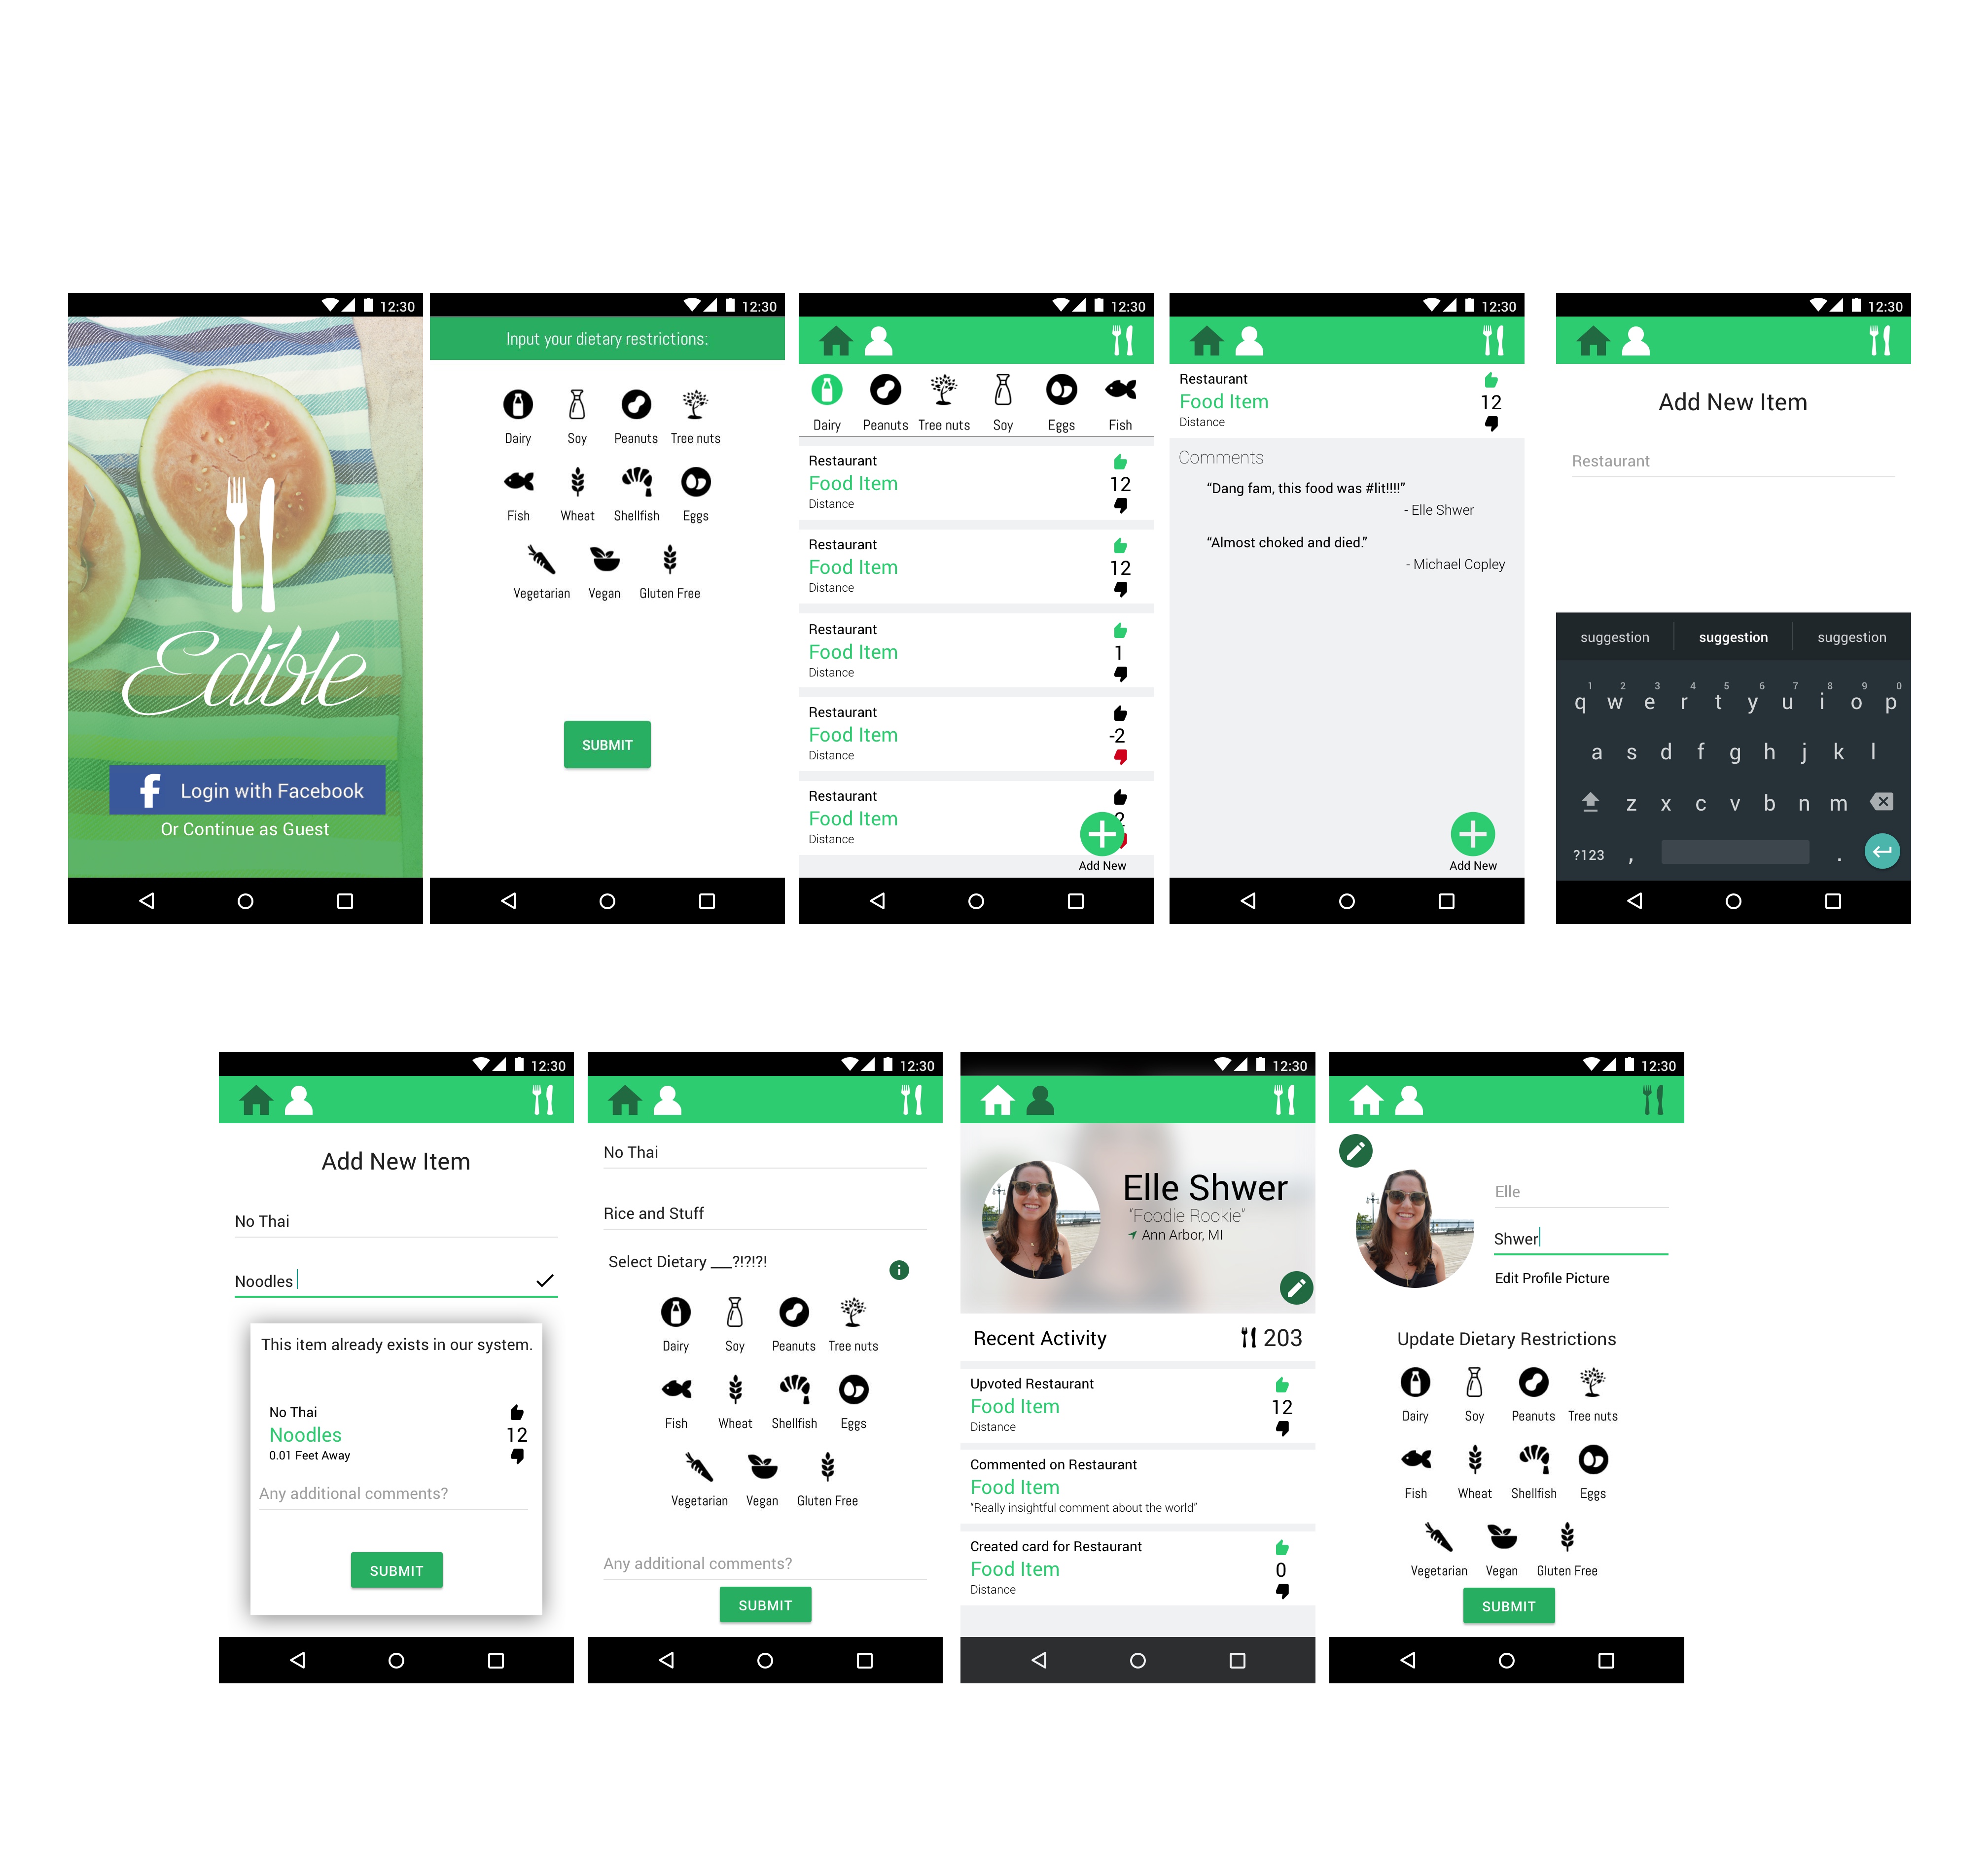 12:30
Edible
f Login with Facebook
Or Continue as Guest
12:30
Input your dietary restrictions:
Dairy Soy Peanuts Tree nuts
Fish Wheat Shellfish Eggs
Vegetarian Vegan Gluten Free
SUBMIT
12:30
Dairy Peanuts Tree nuts Soy Eggs Fish
Restaurant
Food Item 12
Distance
Restaurant
Food Item 12
Distance
Restaurant
Food Item 1
Distance
Restaurant
Food Item -2
Distance
Restaurant
Food Item
Distance
Add New
12:30
Restaurant
Food Item 12
Distance
Comments
“Dang fam, this food was #lit!!!!”
- Elle Shwer
“Almost choked and died.”
- Michael Copley
Add New
12:30
Add New Item
Restaurant
suggestion suggestion suggestion
1 2 3 4 5 6 7 8 9 0
q w e r t y u i o p
a s d f g h j k l
z x c v b n m
?123 , .
12:30
Add New Item
No Thai
Noodles
This item already exists in our system.
No Thai
Noodles 12
0.01 Feet Away
Any additional comments?
SUBMIT
12:30
No Thai
Rice and Stuff
Select Dietary ___?!?!?!
i
Dairy Soy Peanuts Tree nuts
Fish Wheat Shellfish Eggs
Vegetarian Vegan Gluten Free
Any additional comments?
SUBMIT
12:30
Elle Shwer
“Foodie Rookie”
Ann Arbor, MI
Recent Activity 203
Upvoted Restaurant
Food Item 12
Distance
Commented on Restaurant
Food Item
“Really insightful comment about the world”
Created card for Restaurant
Food Item 0
Distance
12:30
Elle
Shwer
Edit Profile Picture
Update Dietary Restrictions
Dairy Soy Peanuts Tree nuts
Fish Wheat Shellfish Eggs
Vegetarian Vegan Gluten Free
SUBMIT